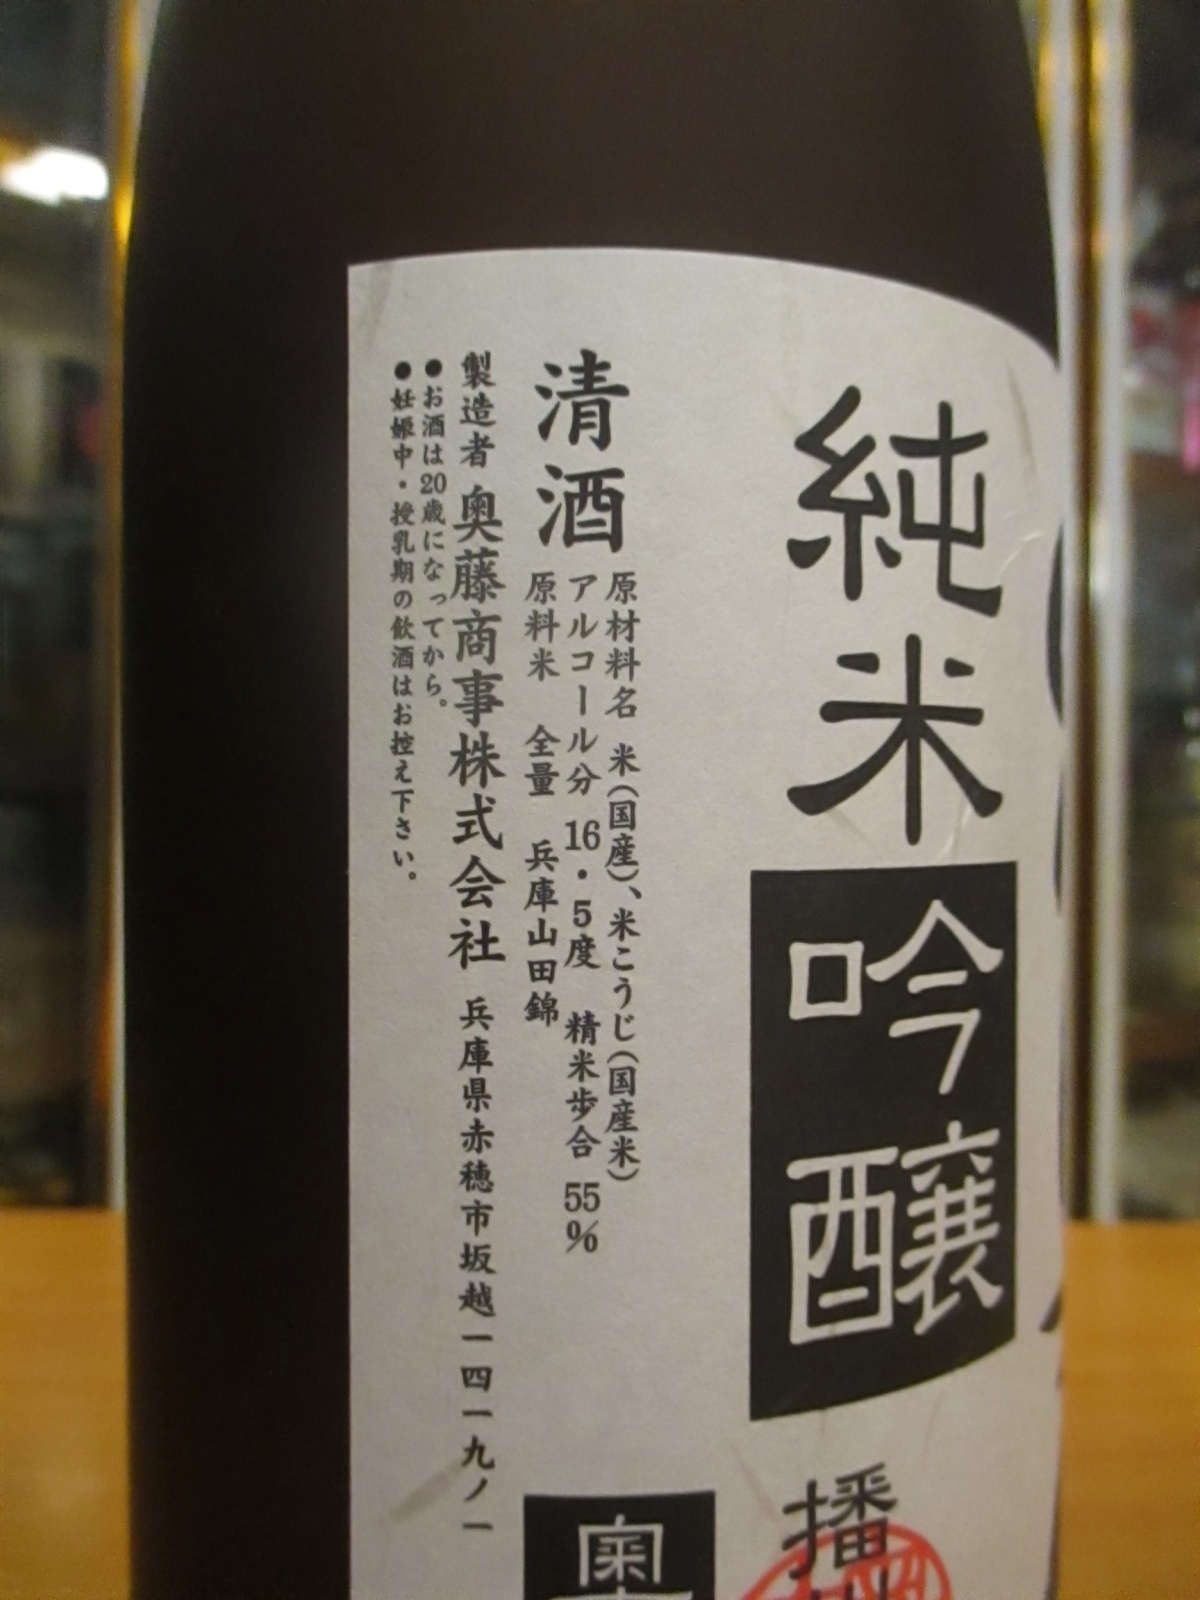 純米吟醸
播
清酒
原材料名 米(国産)、米こうじ(国産米)
アルコール分 16・5度 精米歩合 55%
原料米 全量 兵庫山田錦
製造者 奥藤商事株式会社 兵庫県赤穂市坂越一四一九ノ一
●お酒は20歳になってから。
●妊娠中・授乳期の飲酒はお控え下さい。
奥